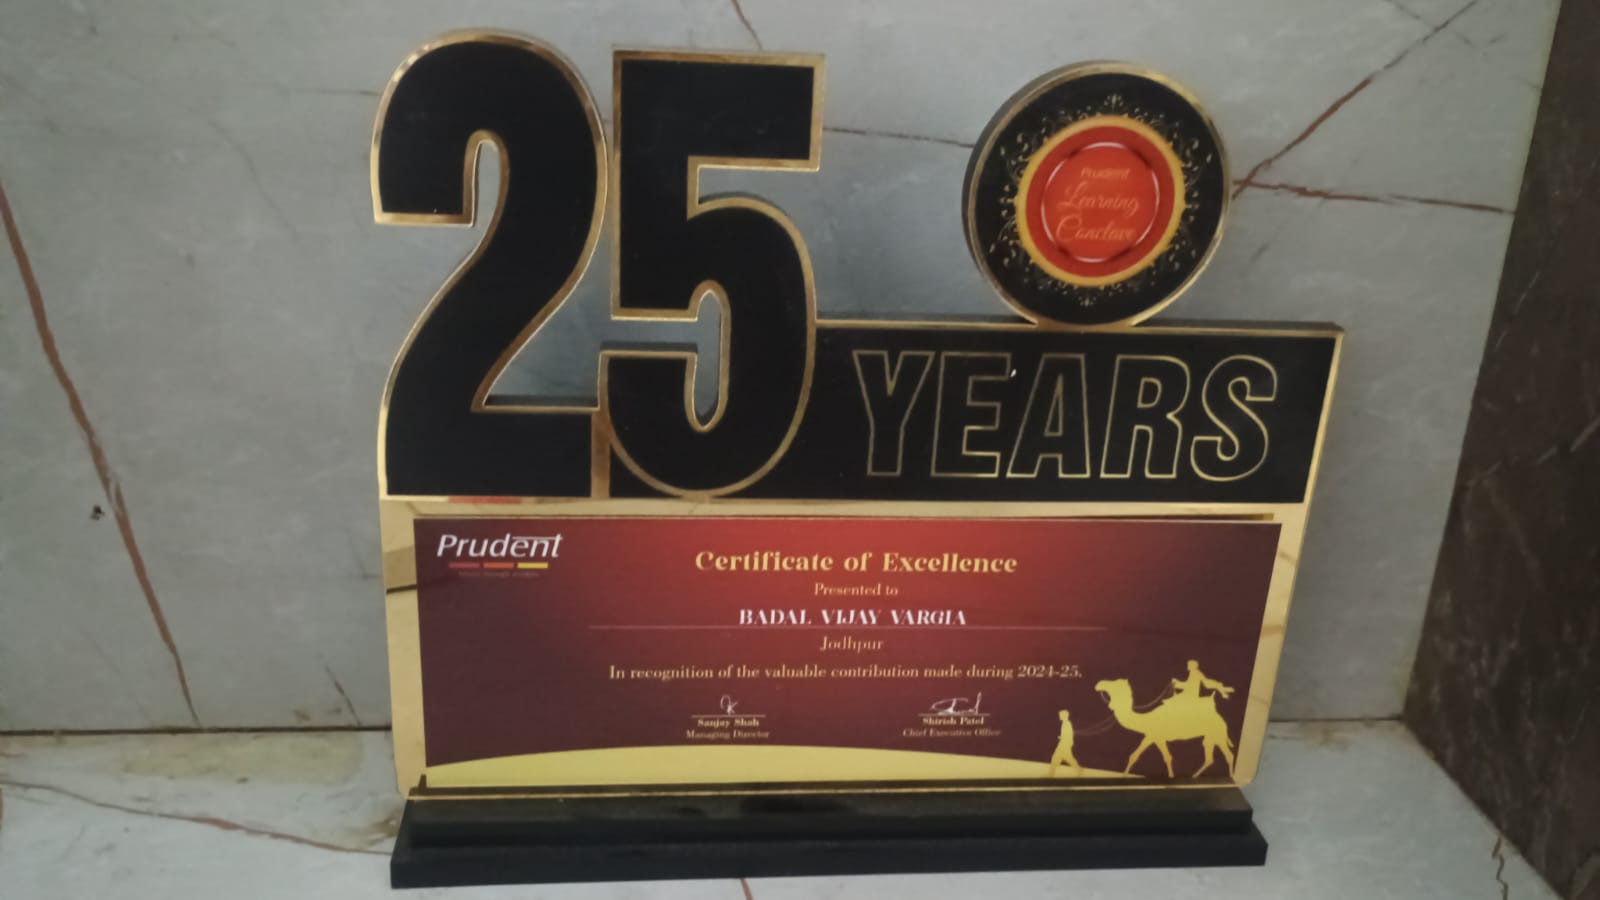 25
YEARS
Prudent
Learning
Conclave
Prudent
Certificate of Excellence
Presented to
BADAL VIJAY VARGIA
Jodhpur
In recognition of the valuable contribution made during 2024-25.
Sanjay Shah
Managing Director
Shirish Patel
Chief Executive Office